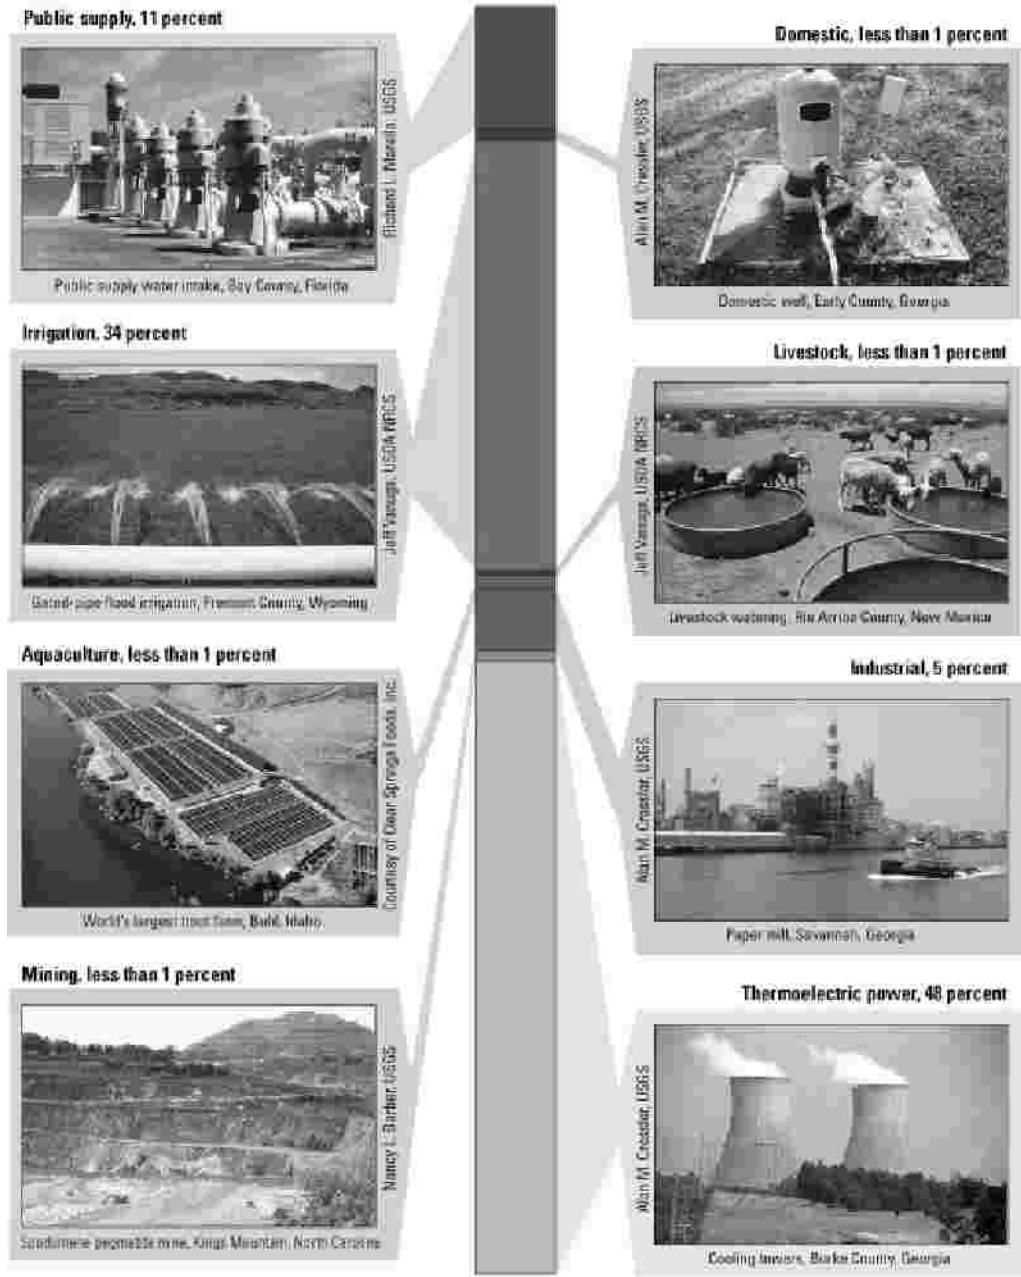 Public supply, 11 percent
Richard L. Marella, USGS
Public supply water intake, Bay County, Florida
Domestic, less than 1 percent
Alan M. Cressler, USGS
Domestic well, Early County, Georgia
Irrigation, 34 percent
Jeff Vanuga, USDA NRCS
Gated-pipe flood irrigation, Fremont County, Wyoming
Livestock, less than 1 percent
Jeff Vanuga, USDA NRCS
Livestock watering, Rio Arriba County, New Mexico
Aquaculture, less than 1 percent
Courtesy of Clear Springs Foods, Inc.
World's largest trout farm, Buhl, Idaho
Industrial, 5 percent
Alan M. Cressler, USGS
Paper mill, Savannah, Georgia
Mining, less than 1 percent
Nancy L. Barber, USGS
Spodumene pegmatite mine, Kings Mountain, North Carolina
Thermoelectric power, 48 percent
Alan M. Cressler, USGS
Cooling towers, Burke County, Georgia